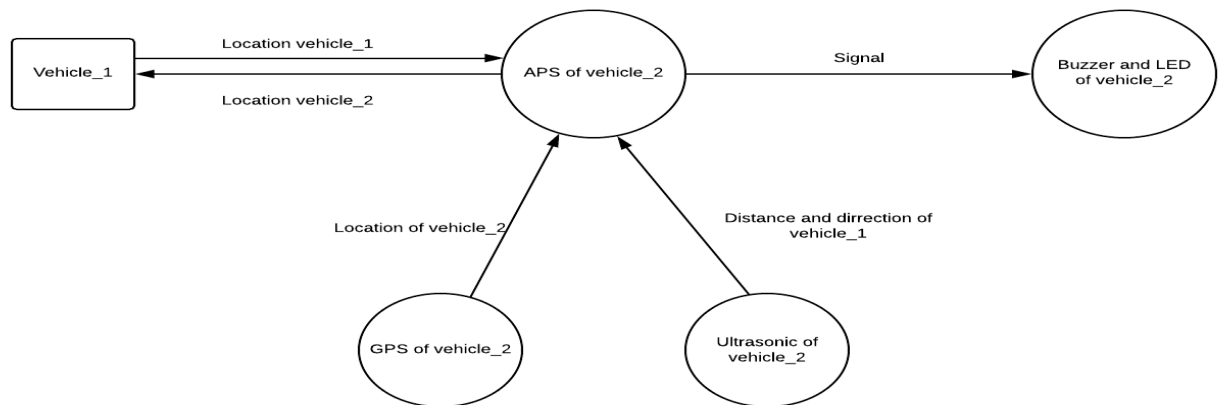 Location vehicle_1
Vehicle_1
Location vehicle_2
APS of vehicle_2
Signal
Buzzer and LED
of vehicle_2
Location of vehicle_2
Distance and dirrection of
vehicle_1
GPS of vehicle_2
Ultrasonic of
vehicle_2